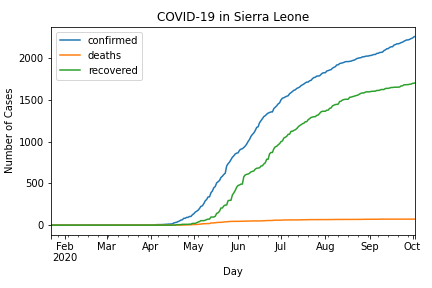 COVID-19 in Sierra Leone
confirmed
deaths
recovered
Number of Cases
2000
1500
1000
500
0
Feb Mar Apr May Jun Jul Aug Sep Oct
2020
Day